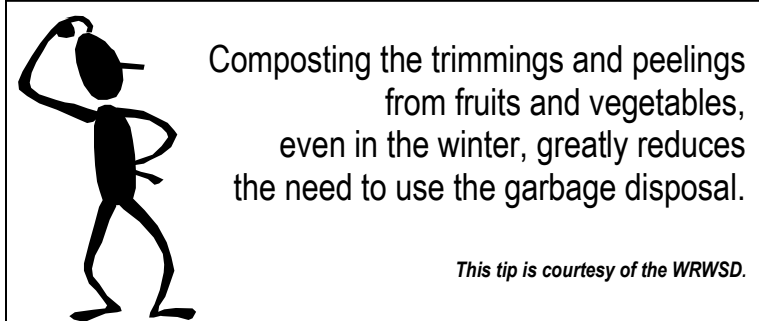 Composting the trimmings and peelings
from fruits and vegetables,
even in the winter, greatly reduces
the need to use the garbage disposal.
This tip is courtesy of the WRWSD.